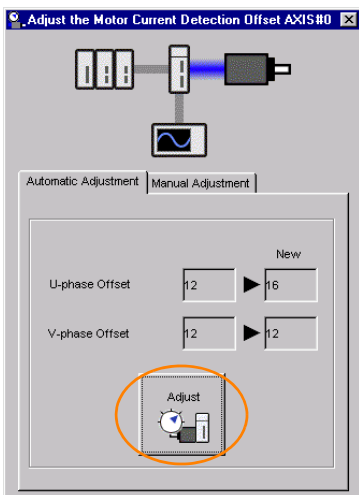 Adjust the Motor Current Detection Offset AXIS#0
Automatic Adjustment Manual Adjustment
New
U-phase Offset 12 16
V-phase Offset 12 12
Adjust